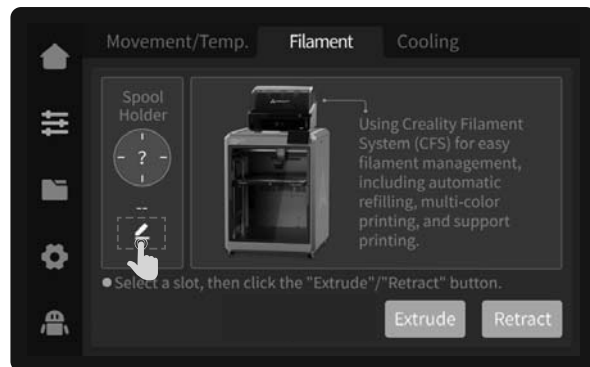 Movement/Temp. Filament Cooling
Spool
Holder
?
--
Using Creality Filament
System (CFS) for easy
filament management,
including automatic
refilling, multi-color
printing, and support
printing.
Select a slot, then click the "Extrude"/"Retract" button.
Extrude Retract